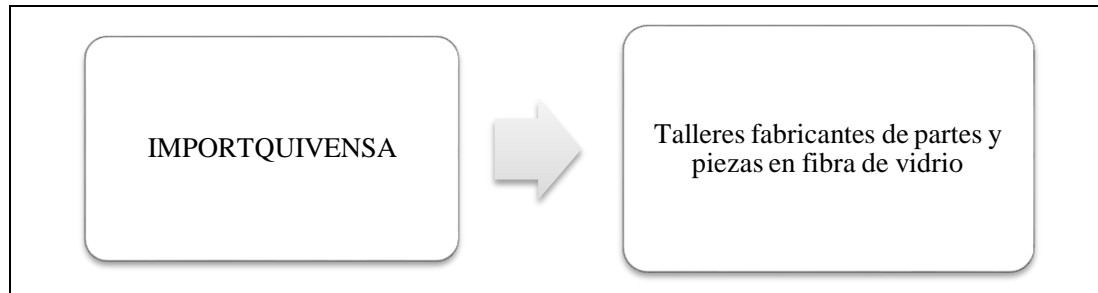 IMPORTQUIVENSA
Talleres fabricantes de partes y
piezas en fibra de vidrio